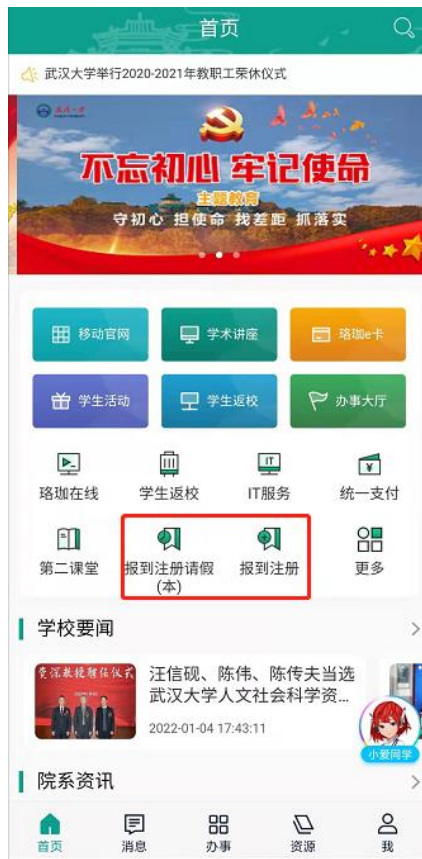 首页
武汉大学举行2020-2021年教职工荣休仪式
不忘初心 牢记使命
主题教育
守初心 担使命 找差距 抓落实
移动官网
学术讲座
珞珈e卡
学生活动
学生返校
办事大厅
珞珈在线
学生返校
IT服务
统一支付
第二课堂
报到注册请假
(本)
报到注册
更多
学校要闻
资深教授聘任仪式
汪信砚、陈伟、陈传夫当选
武汉大学人文社会科学资...
2022-01-04 17:43:11
小爱同学
院系资讯
首页
消息
办事
资源
我